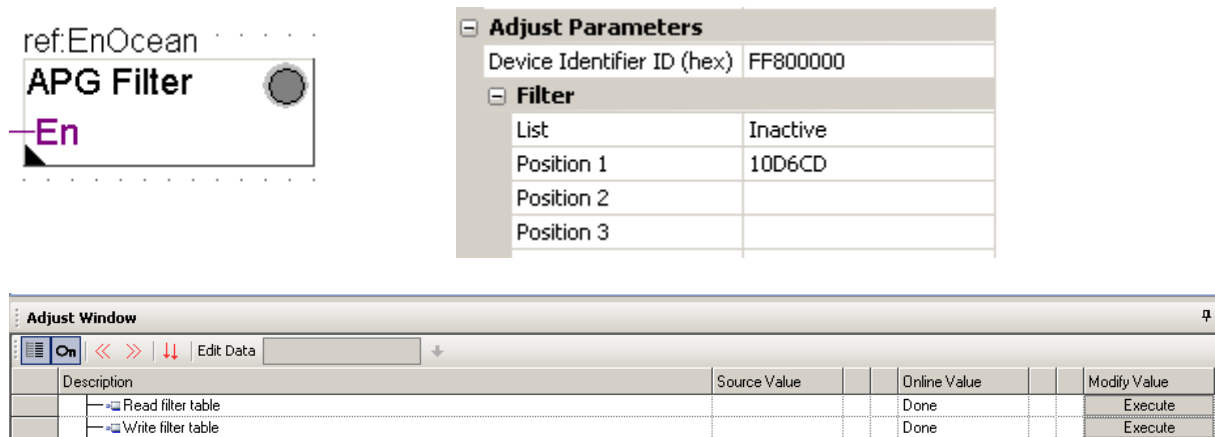 ref:EnOcean
APG Filter
En
Adjust Parameters
Device Identifier ID (hex) FF800000
Filter
List Inactive
Position 1 10D6CD
Position 2
Position 3
Adjust Window
On Edit Data
Description Source Value Online Value Modify Value
Read filter table Done Execute
Write filter table Done Execute